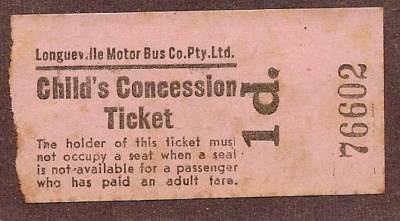 Longueville Motor Bus Co. Pty. Ltd.
Child's Concession
Ticket
The holder of this ticket mus
not occupy a seat when a seat
is not available for a passenger
who has paid an adult fare.
1d.
76602